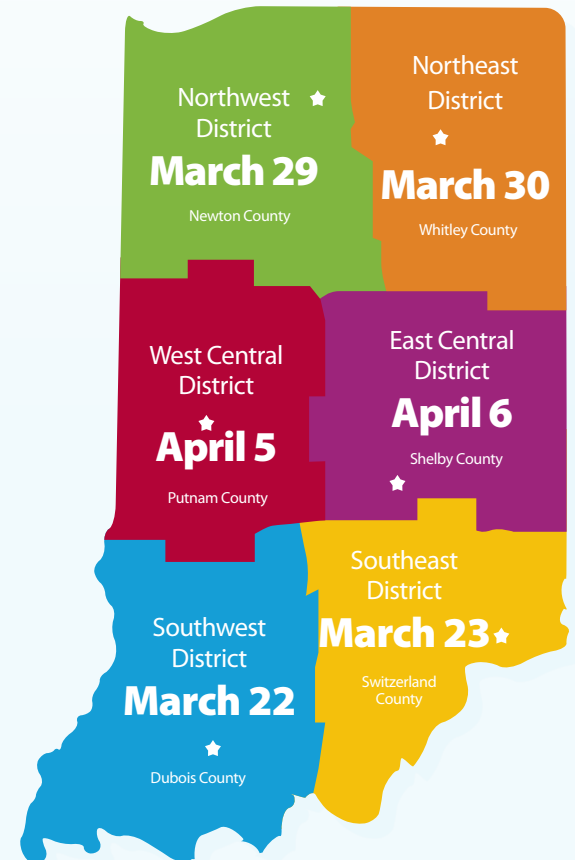 Northwest
District
March 29
Newton County
Northeast
District
March 30
Whitley County
West Central
District
April 5
Putnam County
East Central
District
April 6
Shelby County
Southwest
District
March 22
Dubois County
Southeast
District
March 23
Switzerland
County